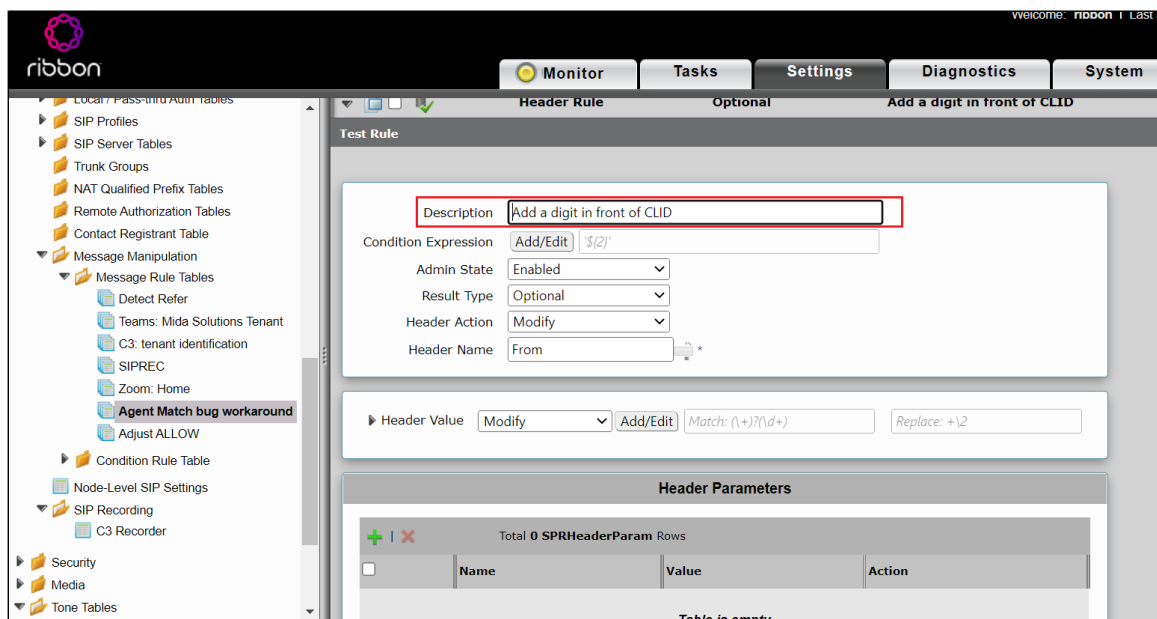 Welcome: ribbon | Last
ribbon
Monitor
Tasks
Settings
Diagnostics
System
Local / Pass-thru Auth Tables
SIP Profiles
SIP Server Tables
Trunk Groups
NAT Qualified Prefix Tables
Remote Authorization Tables
Contact Registrant Table
Message Manipulation
Message Rule Tables
Detect Refer
Teams: Mida Solutions Tenant
C3: tenant identification
SIPREC
Zoom: Home
Agent Match bug workaround
Adjust ALLOW
Condition Rule Table
Node-Level SIP Settings
SIP Recording
C3 Recorder
Security
Media
Tone Tables
Header Rule Optional Add a digit in front of CLID
Test Rule
Description Add a digit in front of CLID
Condition Expression Add/Edit '${2}'
Admin State Enabled
Result Type Optional
Header Action Modify
Header Name From *
Header Value Modify Add/Edit Match: (\+)?(\d+) Replace: +\2
Header Parameters
| Total 0 SPRHeaderParam Rows
Name Value Action
Table is empty